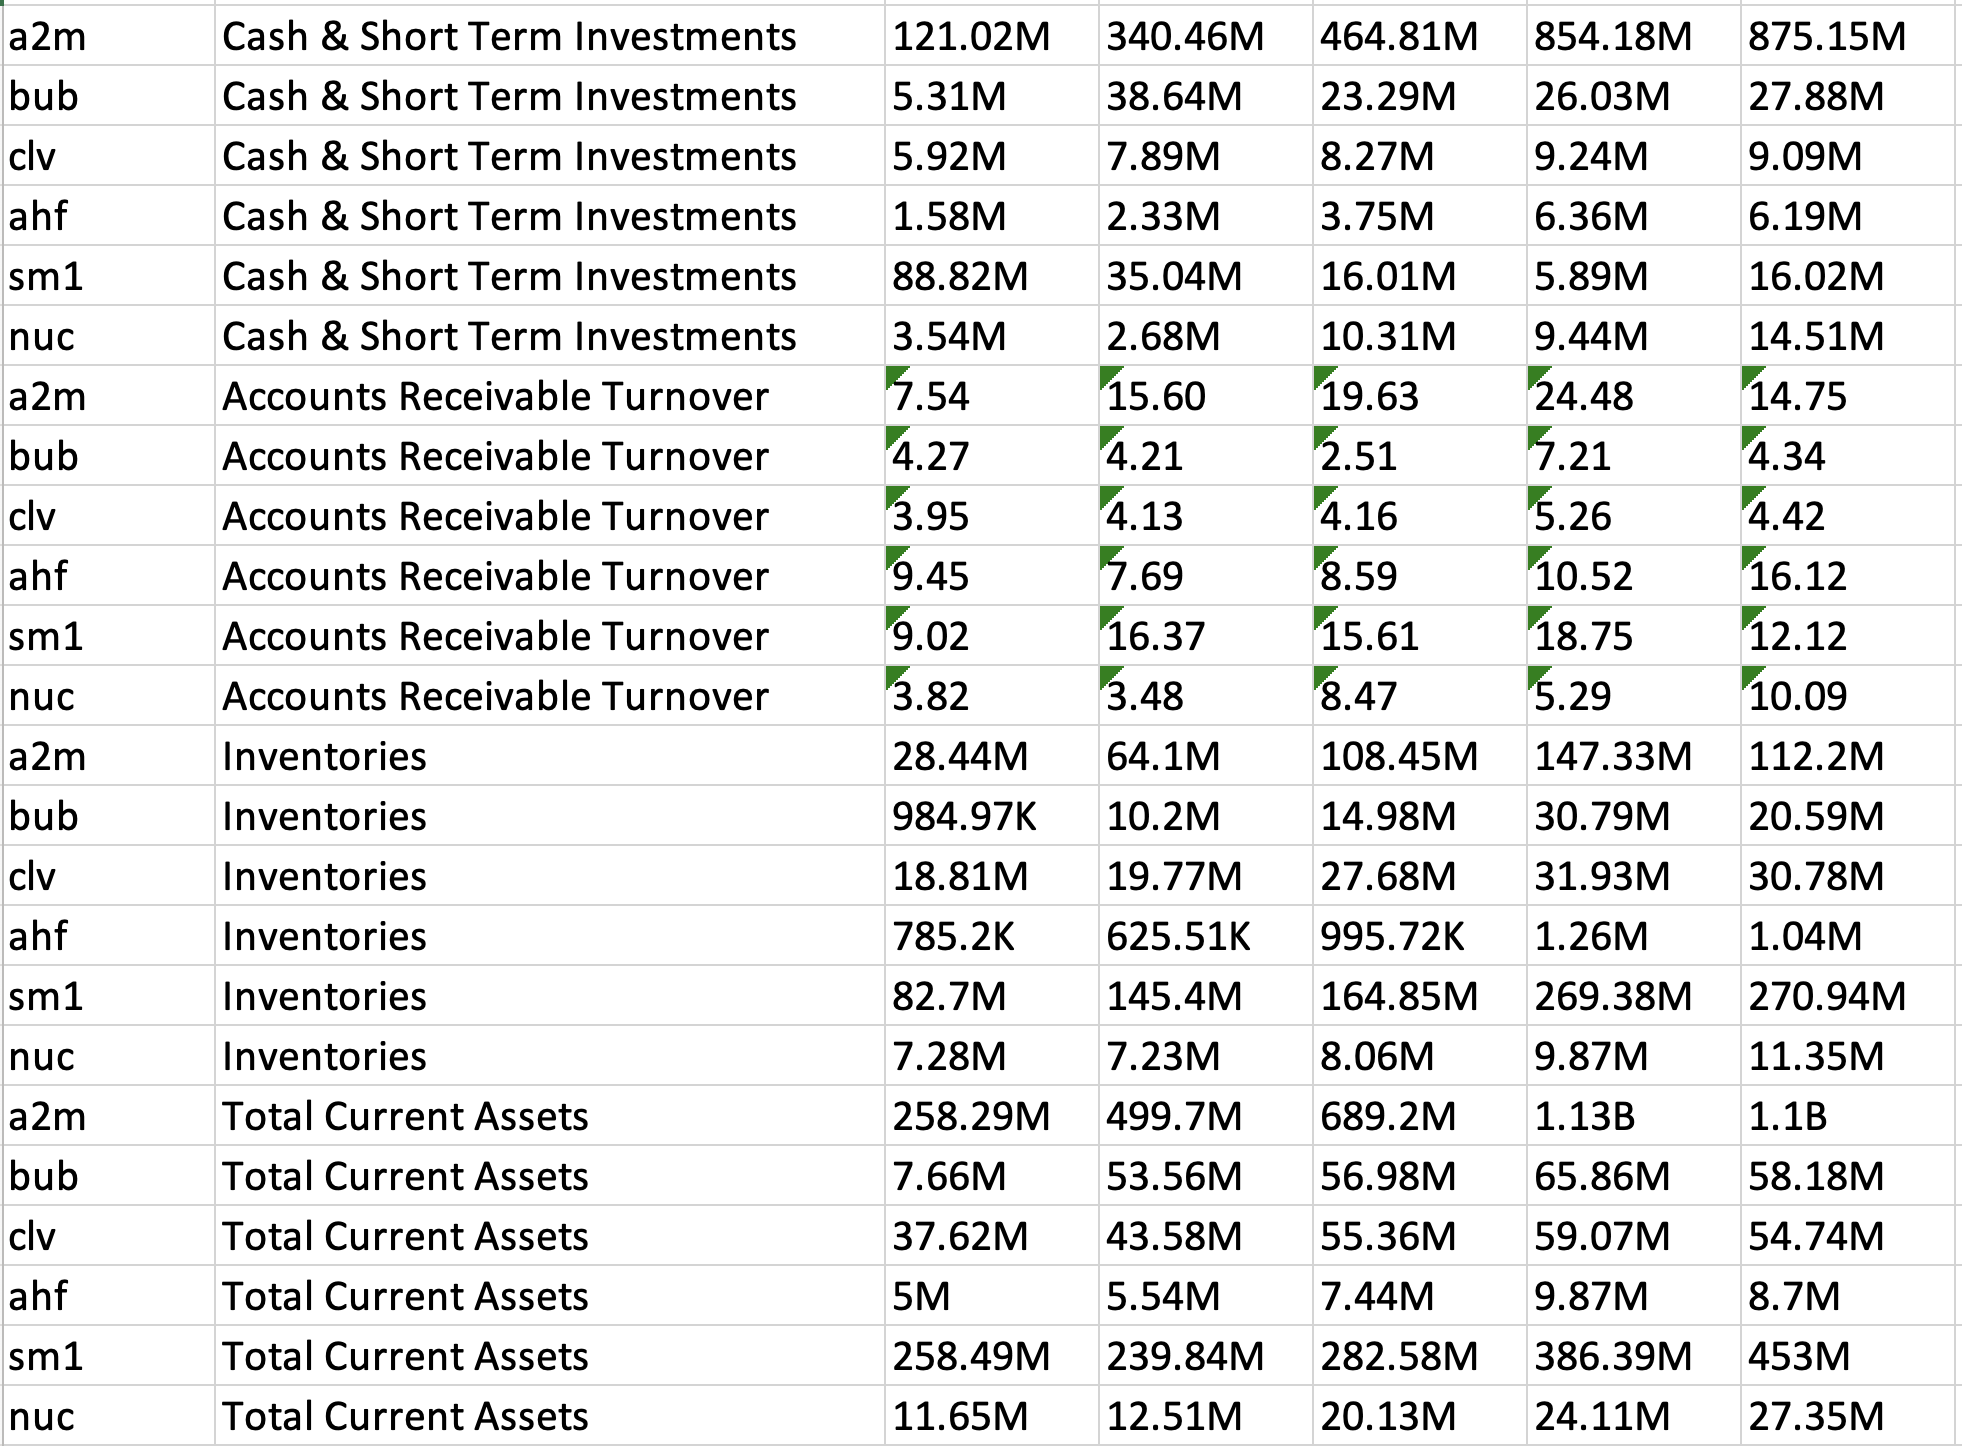 a2m Cash & Short Term Investments 121.02M 340.46M 464.81M 854.18M 875.15M
bub Cash & Short Term Investments 5.31M 38.64M 23.29M 26.03M 27.88M
clv Cash & Short Term Investments 5.92M 7.89M 8.27M 9.24M 9.09M
ahf Cash & Short Term Investments 1.58M 2.33M 3.75M 6.36M 6.19M
sm1 Cash & Short Term Investments 88.82M 35.04M 16.01M 5.89M 16.02M
nuc Cash & Short Term Investments 3.54M 2.68M 10.31M 9.44M 14.51M
a2m Accounts Receivable Turnover 7.54 15.60 19.63 24.48 14.75
bub Accounts Receivable Turnover 4.27 4.21 2.51 7.21 4.34
clv Accounts Receivable Turnover 3.95 4.13 4.16 5.26 4.42
ahf Accounts Receivable Turnover 9.45 7.69 8.59 10.52 16.12
sm1 Accounts Receivable Turnover 9.02 16.37 15.61 18.75 12.12
nuc Accounts Receivable Turnover 3.82 3.48 8.47 5.29 10.09
a2m Inventories 28.44M 64.1M 108.45M 147.33M 112.2M
bub Inventories 984.97K 10.2M 14.98M 30.79M 20.59M
clv Inventories 18.81M 19.77M 27.68M 31.93M 30.78M
ahf Inventories 785.2K 625.51K 995.72K 1.26M 1.04M
sm1 Inventories 82.7M 145.4M 164.85M 269.38M 270.94M
nuc Inventories 7.28M 7.23M 8.06M 9.87M 11.35M
a2m Total Current Assets 258.29M 499.7M 689.2M 1.13B 1.1B
bub Total Current Assets 7.66M 53.56M 56.98M 65.86M 58.18M
clv Total Current Assets 37.62M 43.58M 55.36M 59.07M 54.74M
ahf Total Current Assets 5M 5.54M 7.44M 9.87M 8.7M
sm1 Total Current Assets 258.49M 239.84M 282.58M 386.39M 453M
nuc Total Current Assets 11.65M 12.51M 20.13M 24.11M 27.35M